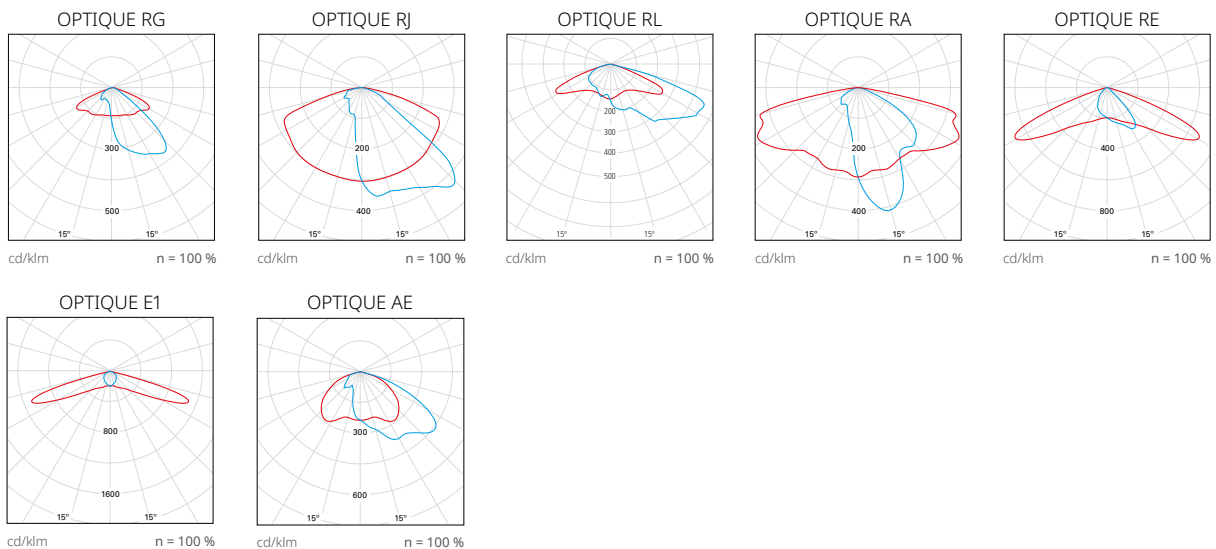 OPTIQUE RG
300
500
15°
15°
cd/klm
n = 100 %
OPTIQUE RJ
200
400
15°
15°
cd/klm
n = 100 %
OPTIQUE RL
200
300
400
500
15°
15°
cd/klm
n = 100 %
OPTIQUE RA
200
400
15°
15°
cd/klm
n = 100 %
OPTIQUE RE
400
800
15°
15°
cd/klm
n = 100 %
OPTIQUE E1
800
1600
15°
15°
cd/klm
n = 100 %
OPTIQUE AE
300
600
15°
15°
cd/klm
n = 100 %